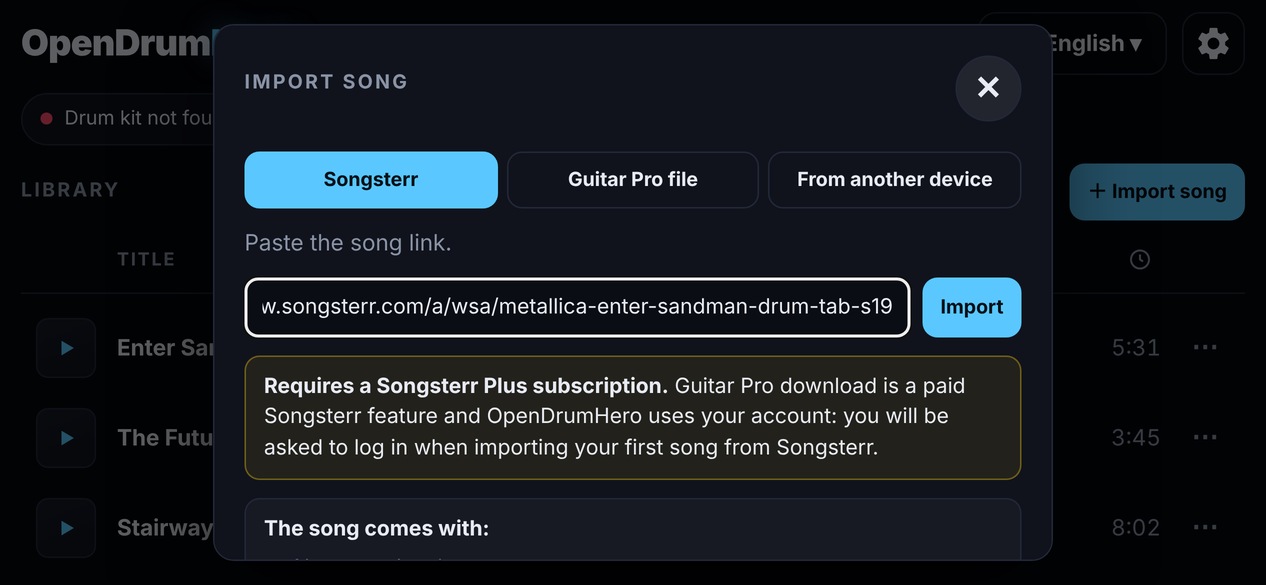 OpenDrum
English ▾
Drum kit not fou
LIBRARY
+ Import song
TITLE
Enter Sa
5:31
The Futu
3:45
Stairway
8:02
IMPORT SONG
Songsterr
Guitar Pro file
From another device
Paste the song link.
w.songsterr.com/a/wsa/metallica-enter-sandman-drum-tab-s19
Import
Requires a Songsterr Plus subscription. Guitar Pro download is a paid
Songsterr feature and OpenDrumHero uses your account: you will be
asked to log in when importing your first song from Songsterr.
The song comes with: